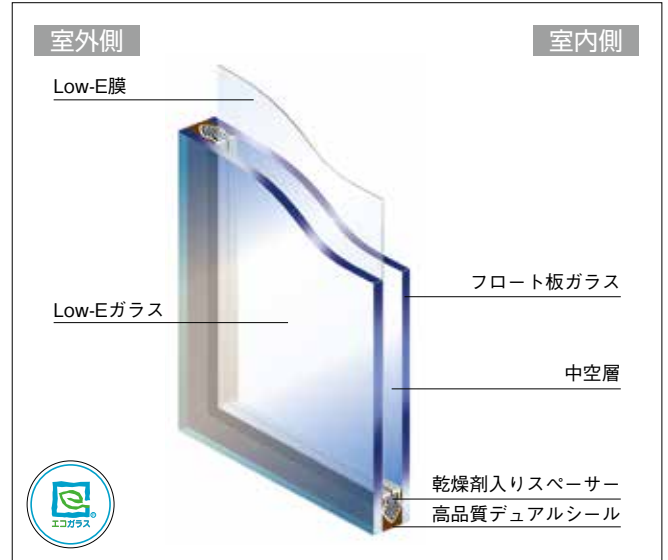 室外側
室内側
Low-E膜
フロート板ガラス
Low-Eガラス
中空層
乾燥剤入りスペーサー
高品質デュアルシール
エコガラス®